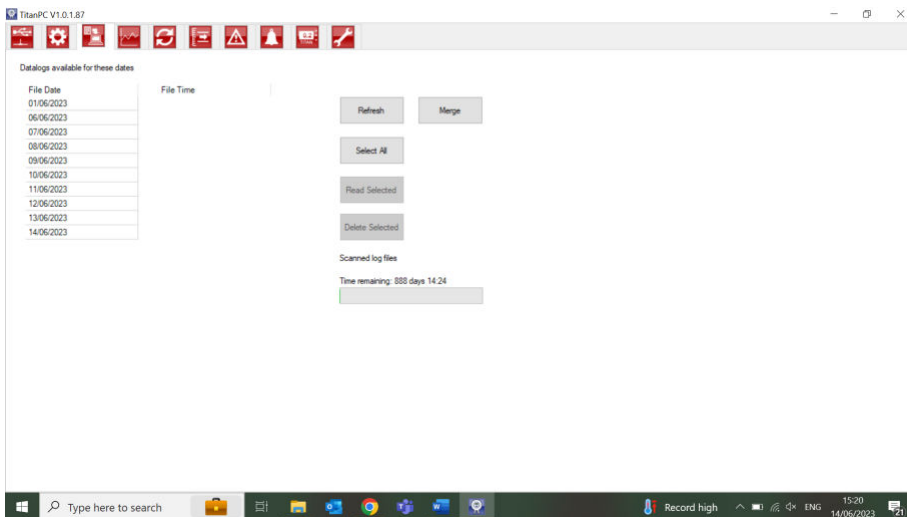 TitanPC V1.0.1.87
Datalogs available for these dates
File Date File Time
01/06/2023
06/06/2023
07/06/2023
08/06/2023
09/06/2023
10/06/2023
11/06/2023
12/06/2023
13/06/2023
14/06/2023
Refresh Merge
Select All
Read Selected
Delete Selected
Scanned log files
Time remaining: 888 days 14:24
Type here to search
Record high
ENG
15:20
14/06/2023
21